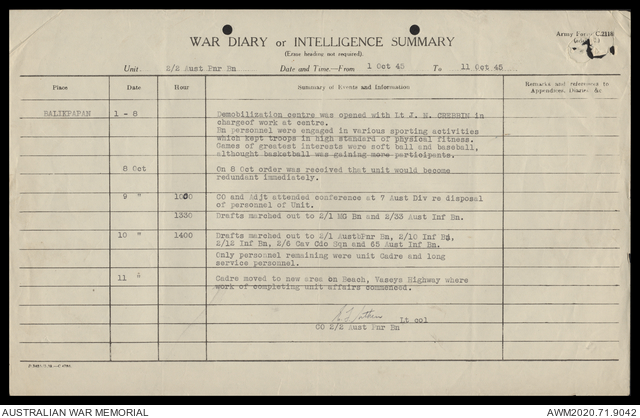 WAR DIARY or INTELLIGENCE SUMMARY
(Erase heading not required).
Army Form C.2118
Unit 2/2 Aust Pnr Bn Date and Time.—From 1 Oct 45 To 11 Oct 45
Place Date Hour Summary of Events and Information Remarks and references to Appendices, Diaries, &c
BALIKPAPAN 1 - 8 Demobilization centre was opened with Lt J. E. CREBBIN in
chargeof work at centre.
Bn personnel were engaged in various sporting activities
which kept troops in high standard of physical fitness.
Games of greatest interests were soft ball and baseball,
althought basketball was gaining more participants.
8 Oct On 8 Oct order was received that unit would become
redundant immediately.
9 " 1000 CO and Adjt attended conference at 7 Aust Div re disposal
of personnel of Unit.
1330 Drafts marched out to 2/1 MG Bn and 2/33 Aust Inf Bn.
10 " 1400 Drafts marched out to 2/1 Aust Pnr Bn, 2/10 Inf Bn,
2/12 Inf Bn, 2/6 Cav Cdo Sqn and 65 Aust Inf Bn.
Only personnel remaining were unit Cadre and long
service personnel.
11 " Cadre moved to new area on Beach, Vaseys Highway where
work of completing unit affairs commenced.
Lt col
CO 2/2 Aust Pnr Bn
AUSTRALIAN WAR MEMORIAL AWM2020.71.9042